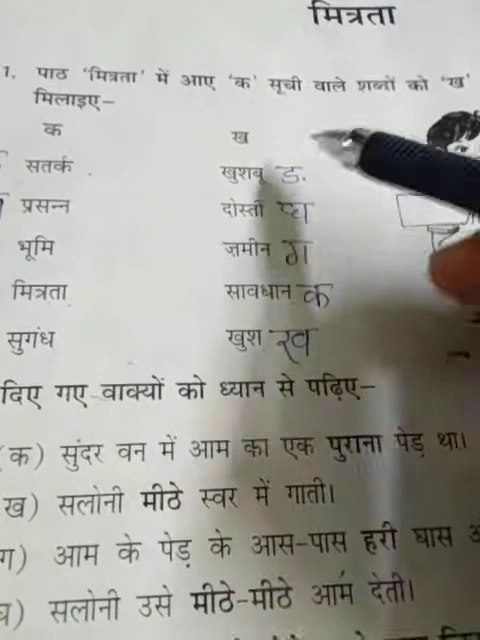 मित्रता
1. पाठ 'मित्रता' में आए 'क' सूची वाले शब्दों को 'ख'
मिलाइए–
क ख
सतर्क खुशबू ड.
प्रसन्न दोस्ती घ
भूमि ज़मीन ग
मित्रता सावधान क
सुगंध खुश ख
दिए गए वाक्यों को ध्यान से पढ़िए–
(क) सुंदर वन में आम का एक पुराना पेड़ था।
ख) सलोनी मीठे स्वर में गाती।
ग) आम के पेड़ के आस-पास हरी घास
घ) सलोनी उसे मीठे-मीठे आम देती।